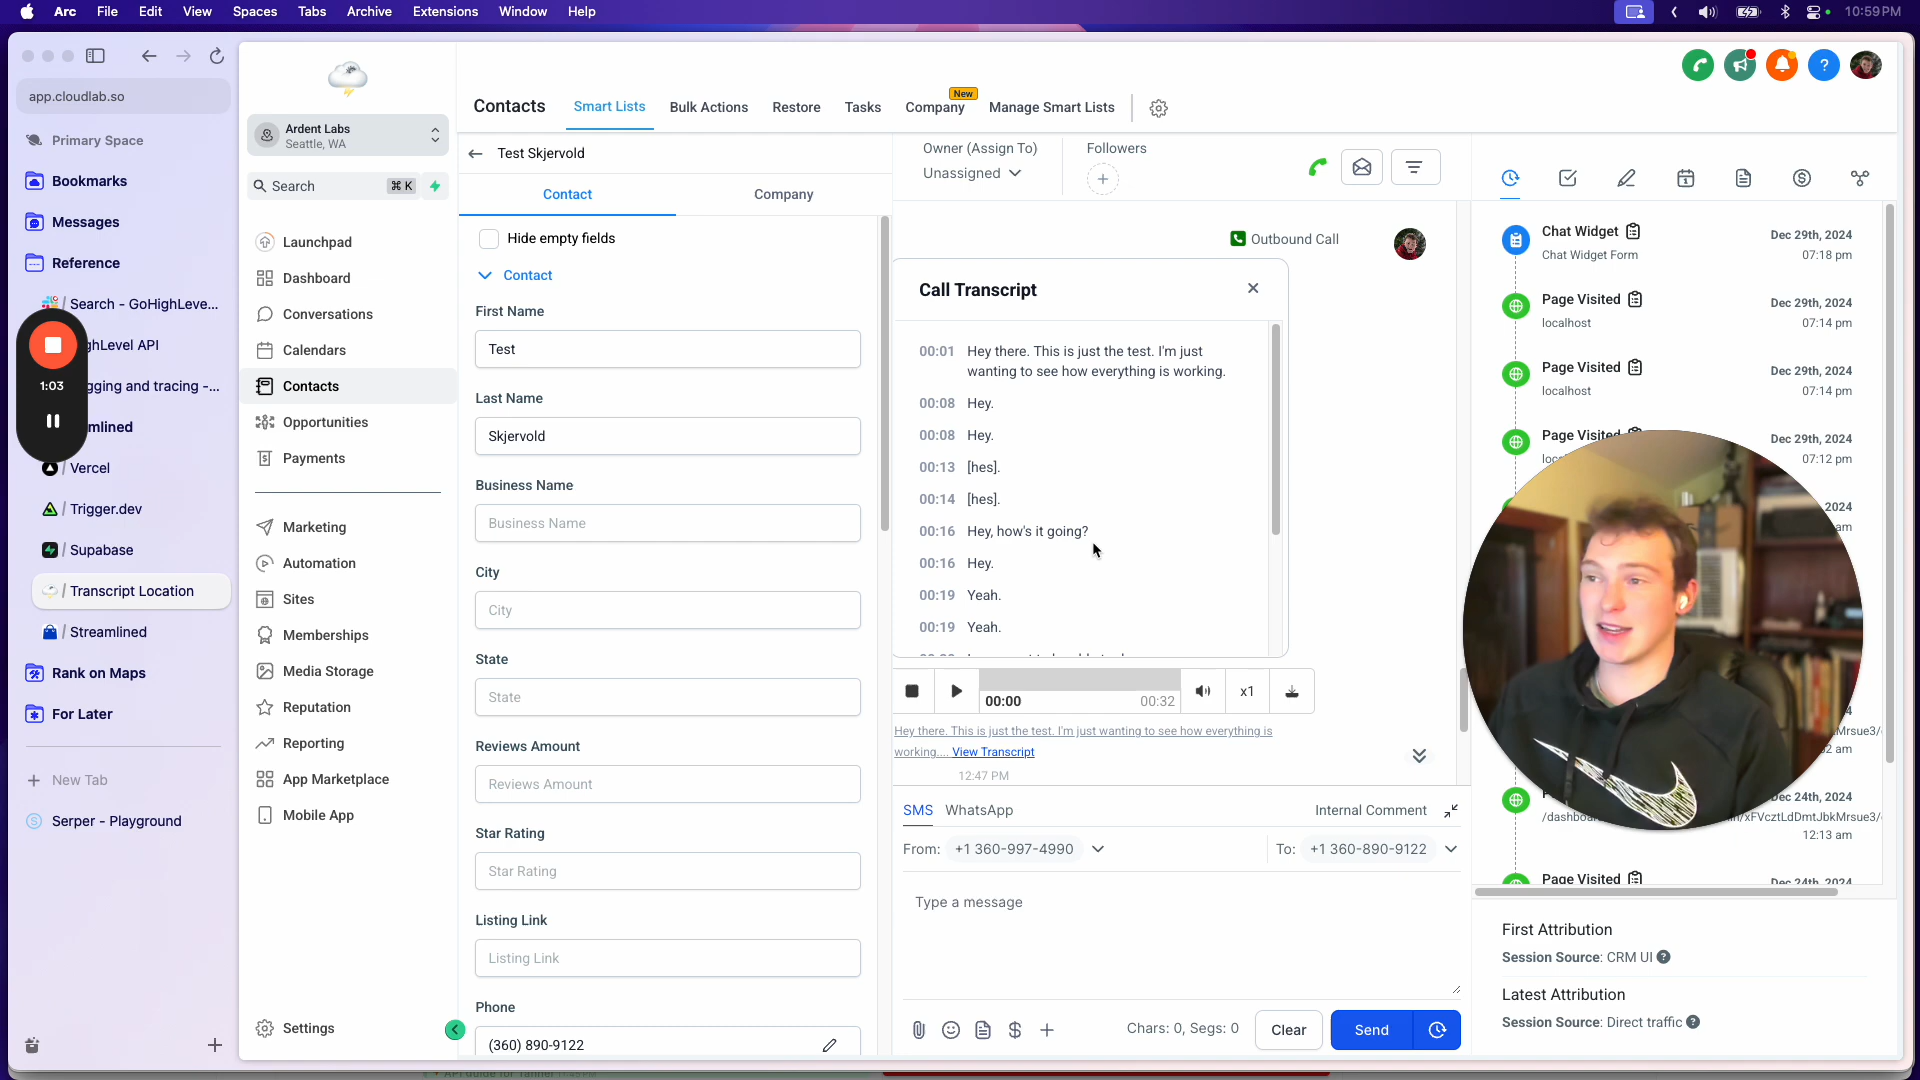 Arc File Edit View Spaces Tabs Archive Extensions Window Help
10:59 PM
app.cloudlab.so
Primary Space
Bookmarks
Messages
Reference
/ Search - GoHighLeve...
ghLevel API
gging and tracing -...
mlined
/ Vercel
/ Trigger.dev
/ Supabase
/ Transcript Location
/ Streamlined
Rank on Maps
For Later
+ New Tab
Serper - Playground
1:03
Ardent Labs
Seattle, WA
Search ⌘ K
Launchpad
Dashboard
Conversations
Calendars
Contacts
Opportunities
Payments
Marketing
Automation
Sites
Memberships
Media Storage
Reputation
Reporting
App Marketplace
Mobile App
Settings
Contacts Smart Lists Bulk Actions Restore Tasks Company New Manage Smart Lists
Test Skjervold
Contact Company
Hide empty fields
Contact
First Name
Test
Last Name
Skjervold
Business Name
Business Name
City
City
State
State
Reviews Amount
Reviews Amount
Star Rating
Star Rating
Listing Link
Listing Link
Phone
(360) 890-9122
Owner (Assign To)
Unassigned
Followers
Outbound Call
Call Transcript
00:01 Hey there. This is just the test. I'm just
wanting to see how everything is working.
00:08 Hey.
00:08 Hey.
00:13 [hes].
00:14 [hes].
00:16 Hey, how's it going?
00:16 Hey.
00:19 Yeah.
00:19 Yeah.
00:00 00:32 x1
Hey there. This is just the test. I'm just wanting to see how everything is
working.... View Transcript
12:47 PM
SMS WhatsApp Internal Comment
From: +1 360-997-4990 To: +1 360-890-9122
Type a message
Chars: 0, Segs: 0 Clear Send
Chat Widget Dec 29th, 2024
Chat Widget Form 07:18 pm
Page Visited Dec 29th, 2024
localhost 07:14 pm
Page Visited Dec 29th, 2024
localhost 07:14 pm
Page Visited Dec 29th, 2024
07:12 pm
2024
am
Mrsue3/
am
Dec 24th, 2024
/dashboa /xFVcztLdDmtJbkMrsue3/
12:13 am
Page Visited Dec 24th, 2024
First Attribution
Session Source: CRM UI
Latest Attribution
Session Source: Direct traffic